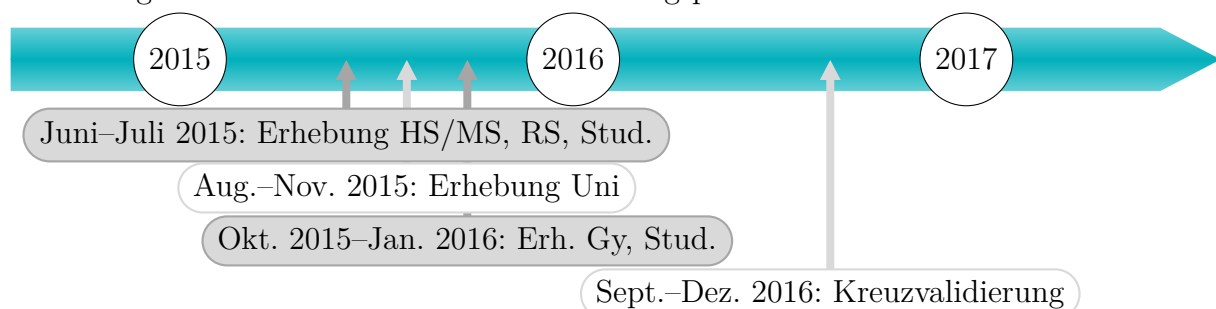 2015 2016 2017
Juni–Juli 2015: Erhebung HS/MS, RS, Stud.
Aug.–Nov. 2015: Erhebung Uni
Okt. 2015–Jan. 2016: Erh. Gy, Stud.
Sept.–Dez. 2016: Kreuzvalidierung